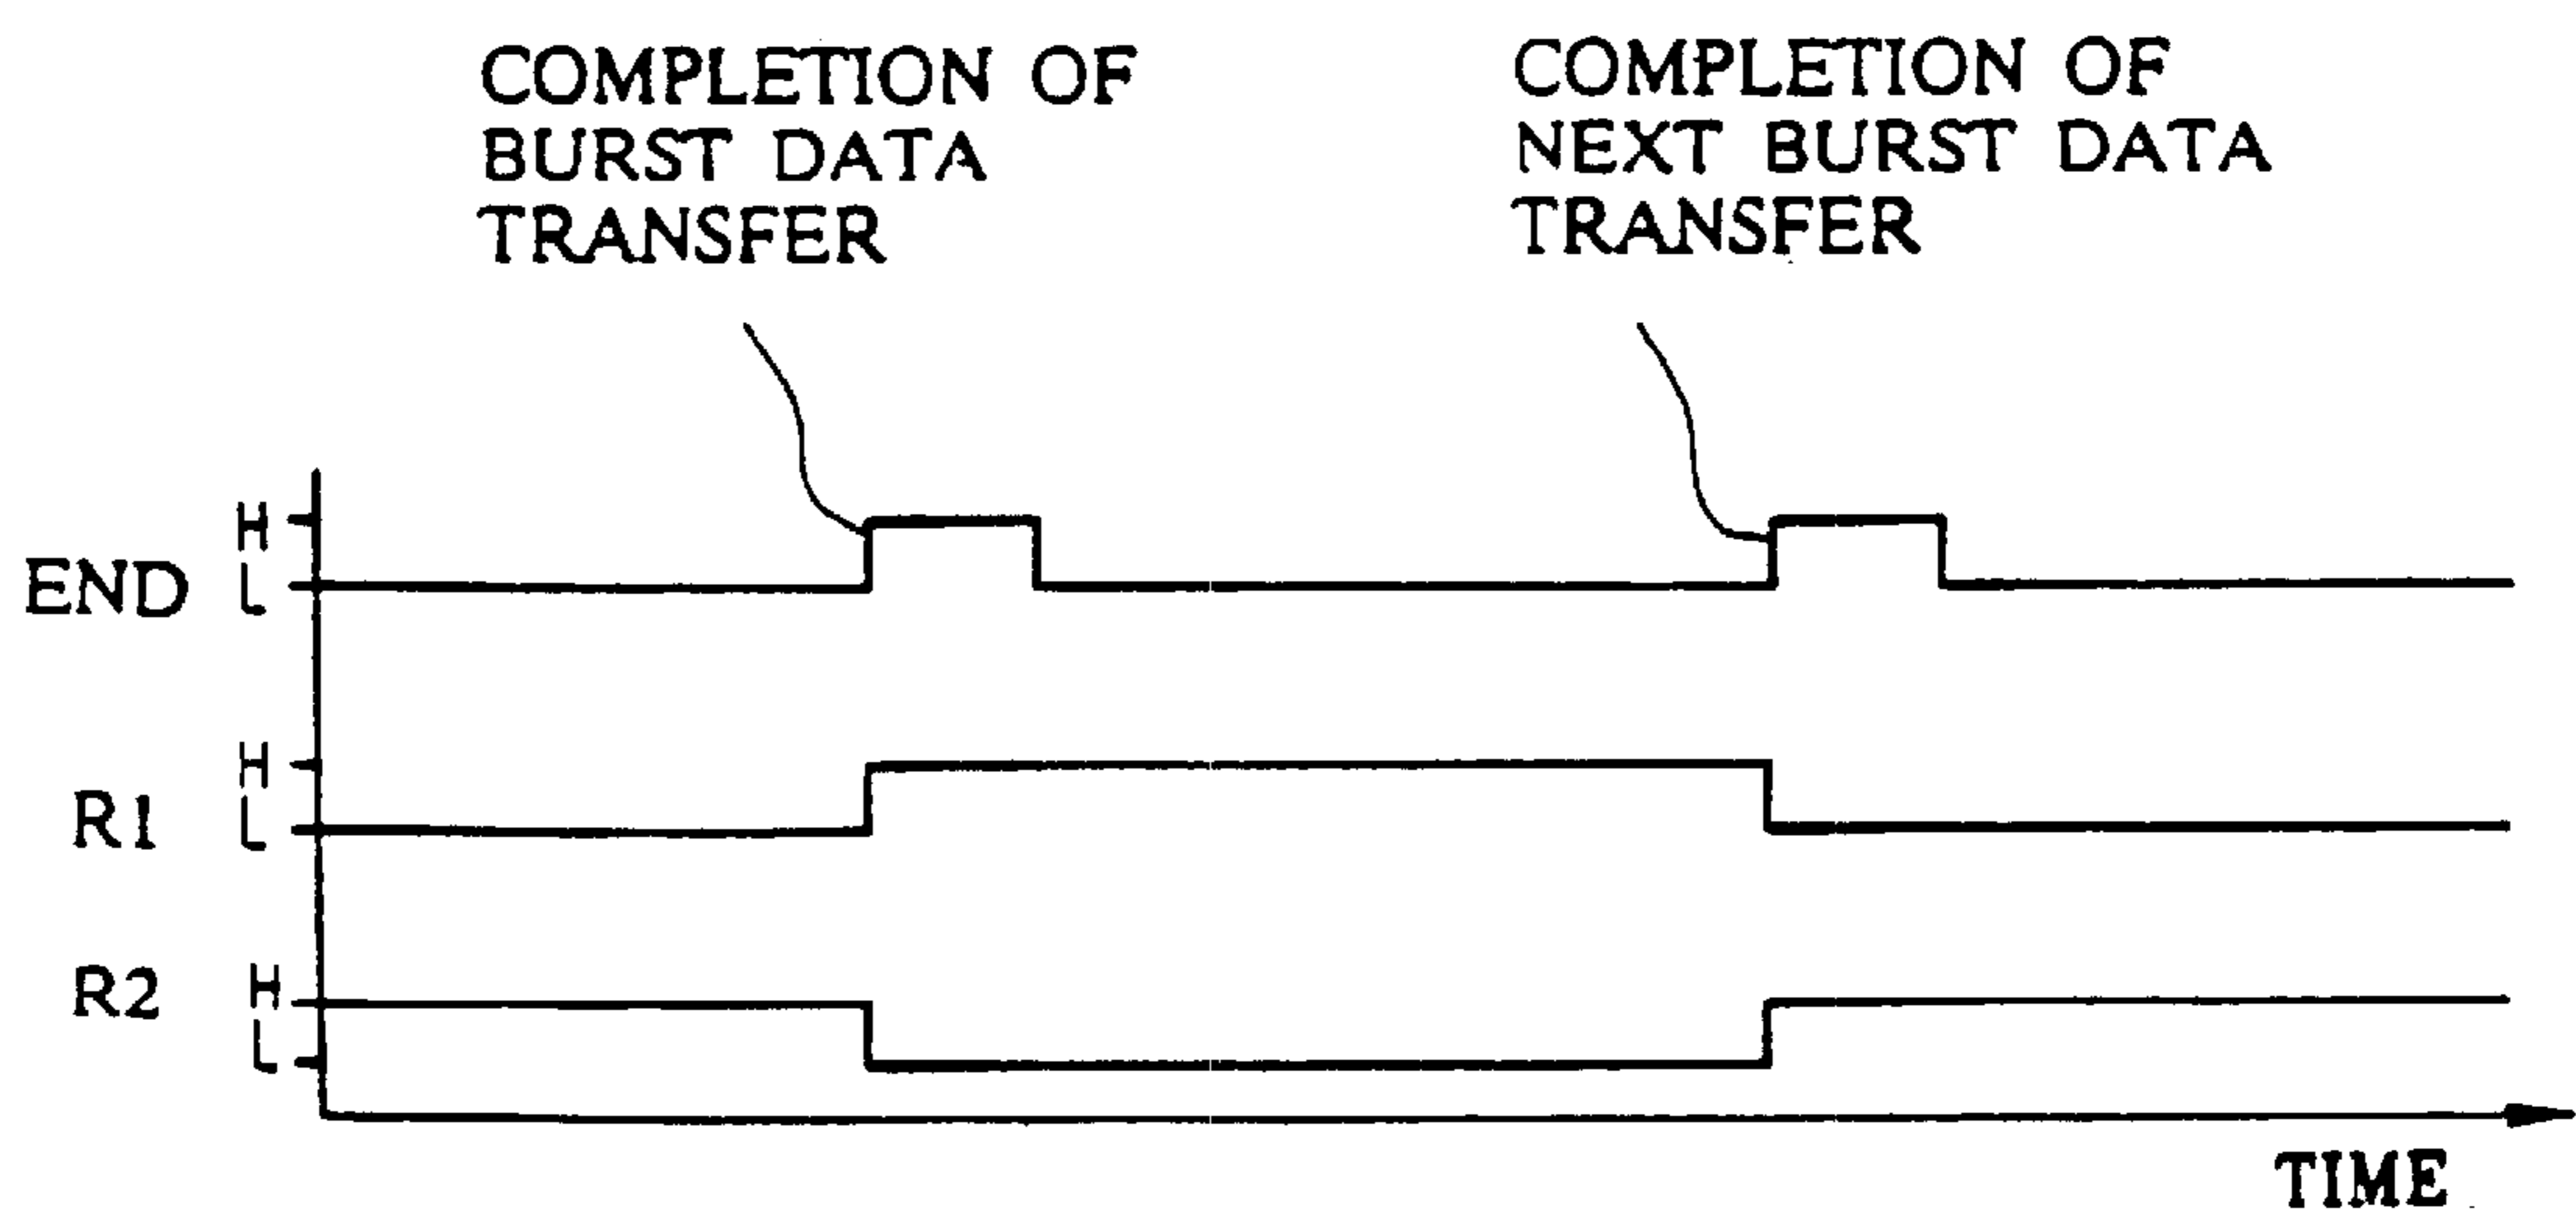 COMPLETION OF
BURST DATA
TRANSFER
COMPLETION OF
NEXT BURST DATA
TRANSFER
H
END L
H
R1 L
R2 H
L
TIME